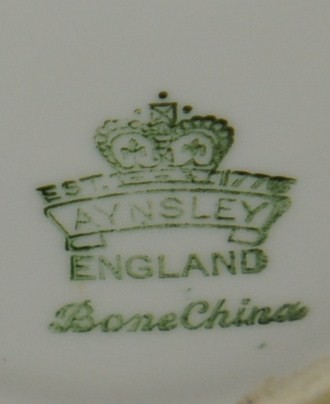 EST. 1775
AYNSLEY
ENGLAND
Bone China